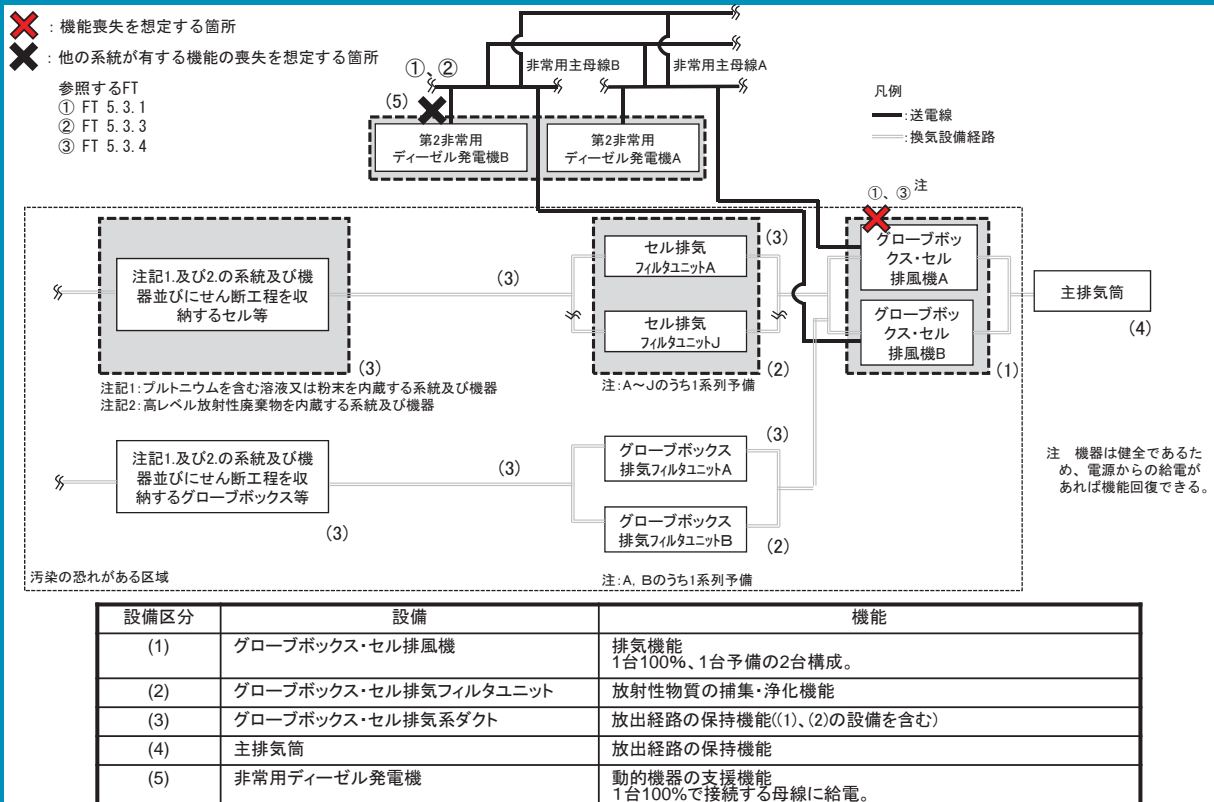 ：機能喪失を想定する箇所
：他の系統が有する機能の喪失を想定する箇所
参照するFT
① FT 5.3.1
② FT 5.3.3
③ FT 5.3.4
①、②
非常用主母線B
非常用主母線A
(5)
第2非常用
ディーゼル発電機B
第2非常用
ディーゼル発電機A
凡例
：送電線
：換気設備経路
①、③注
注記1.及び2.の系統及び機
器並びにせん断工程を収
納するセル等
(3)
(3)
セル排気
フィルタユニットA
(3)
セル排気
フィルタユニットJ
(2)
注：A～Jのうち1系列予備
グローブボッ
クス・セル
排風機A
グローブボッ
クス・セル
排風機B
(1)
主排気筒
(4)
注記1：プルトニウムを含む溶液又は粉末を内蔵する系統及び機器
注記2：高レベル放射性廃棄物を内蔵する系統及び機器
注記1.及び2.の系統及び機
器並びにせん断工程を収
納するグローブボックス等
(3)
(3)
グローブボックス
排気フィルタユニットA
(3)
グローブボックス
排気フィルタユニットB
(2)
注：A, Bのうち1系列予備
注　機器は健全であるた
め、電源からの給電が
あれば機能回復できる。
汚染の恐れがある区域
設備区分 設備 機能
(1) グローブボックス・セル排風機 排気機能
1台100%、1台予備の2台構成。
(2) グローブボックス・セル排気フィルタユニット 放射性物質の捕集・浄化機能
(3) グローブボックス・セル排気系ダクト 放出経路の保持機能((1)、(2)の設備を含む)
(4) 主排気筒 放出経路の保持機能
(5) 非常用ディーゼル発電機 動的機器の支援機能
1台100%で接続する母線に給電。